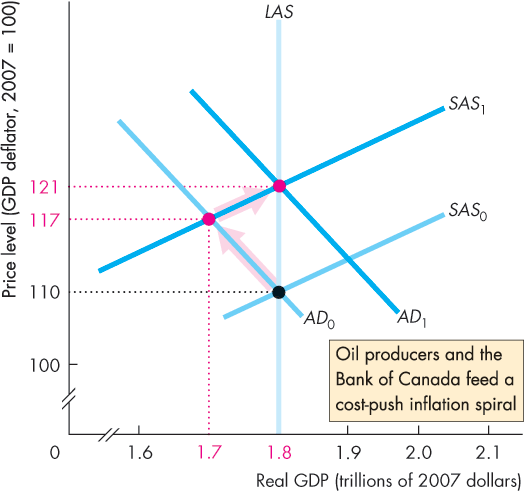 Price level (GDP deflator, 2007 = 100)
LAS
SAS1
121
117
SAS0
110
AD0
AD1
100
Oil producers and the
Bank of Canada feed a
cost-push inflation spiral
0
1.6
1.7
1.8
1.9
2.0
2.1
Real GDP (trillions of 2007 dollars)